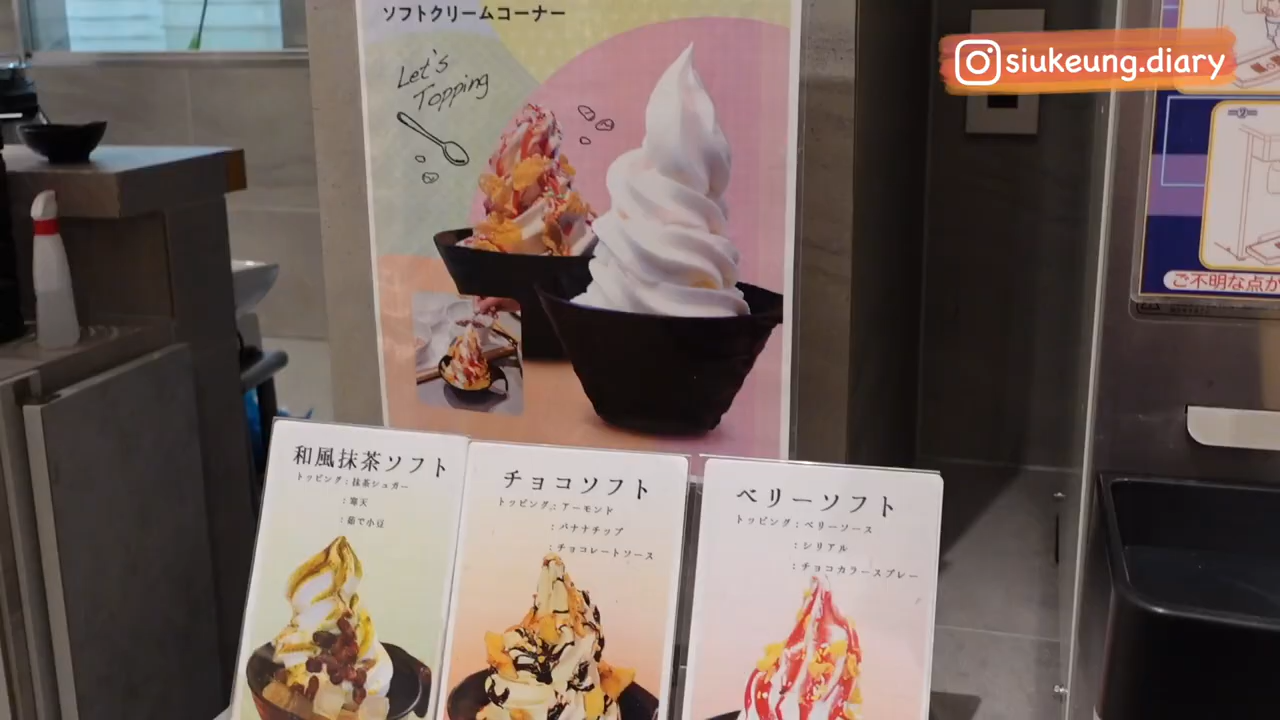 ソフトクリームコーナー
Let's
Topping
siukeung.diary
2
ご不明な点が
和風抹茶ソフト
トッピング：抹茶シュガー
：寒天
：茹で小豆
チョコソフト
トッピング：アーモンド
：バナナチップ
：チョコレートソース
ベリーソフト
トッピング：ベリーソース
：シリアル
：チョコカラースプレー